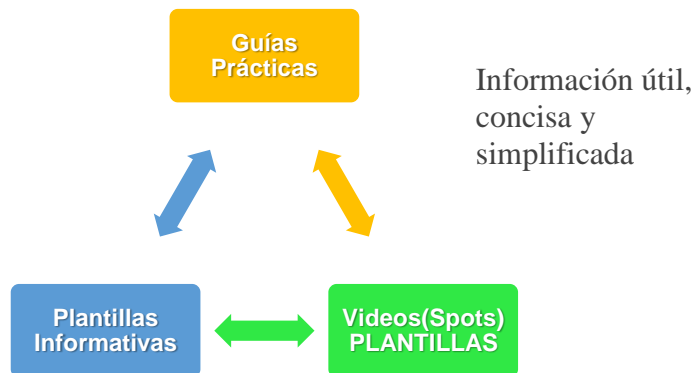 Guías
Prácticas
Información útil,
concisa y
simplificada
Plantillas
Informativas
Videos(Spots)
PLANTILLAS